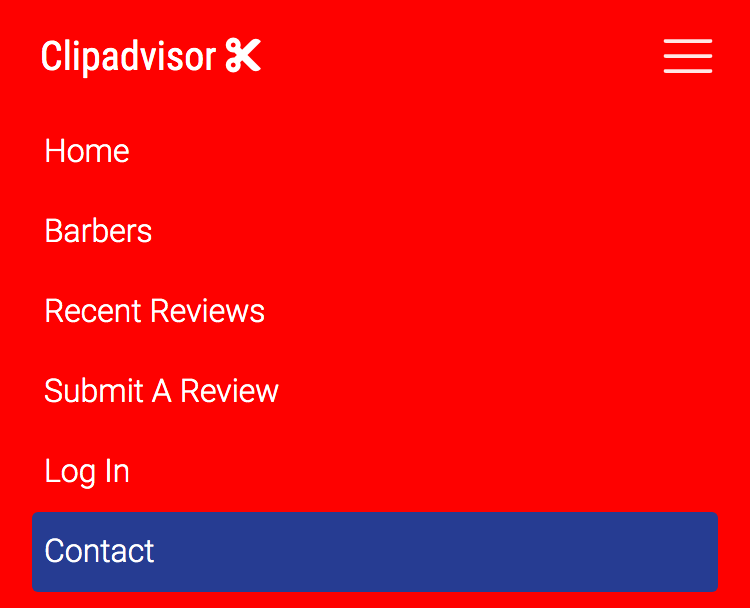 Clipadvisor
Home
Barbers
Recent Reviews
Submit A Review
Log In
Contact